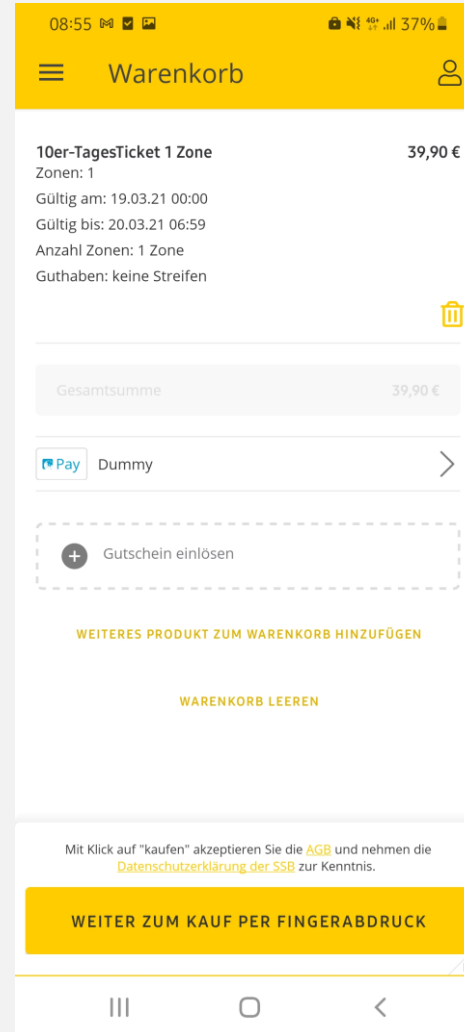 08:55 37%
Warenkorb
10er-TagesTicket 1 Zone 39,90 €
Zonen: 1
Gültig am: 19.03.21 00:00
Gültig bis: 20.03.21 06:59
Anzahl Zonen: 1 Zone
Guthaben: keine Streifen
Gesamtsumme 39,90 €
Pay Dummy
Gutschein einlösen
WEITERES PRODUKT ZUM WARENKORB HINZUFÜGEN
WARENKORB LEEREN
Mit Klick auf "kaufen" akzeptieren Sie die AGB und nehmen die
Datenschutzerklärung der SSB zur Kenntnis.
WEITER ZUM KAUF PER FINGERABDRUCK